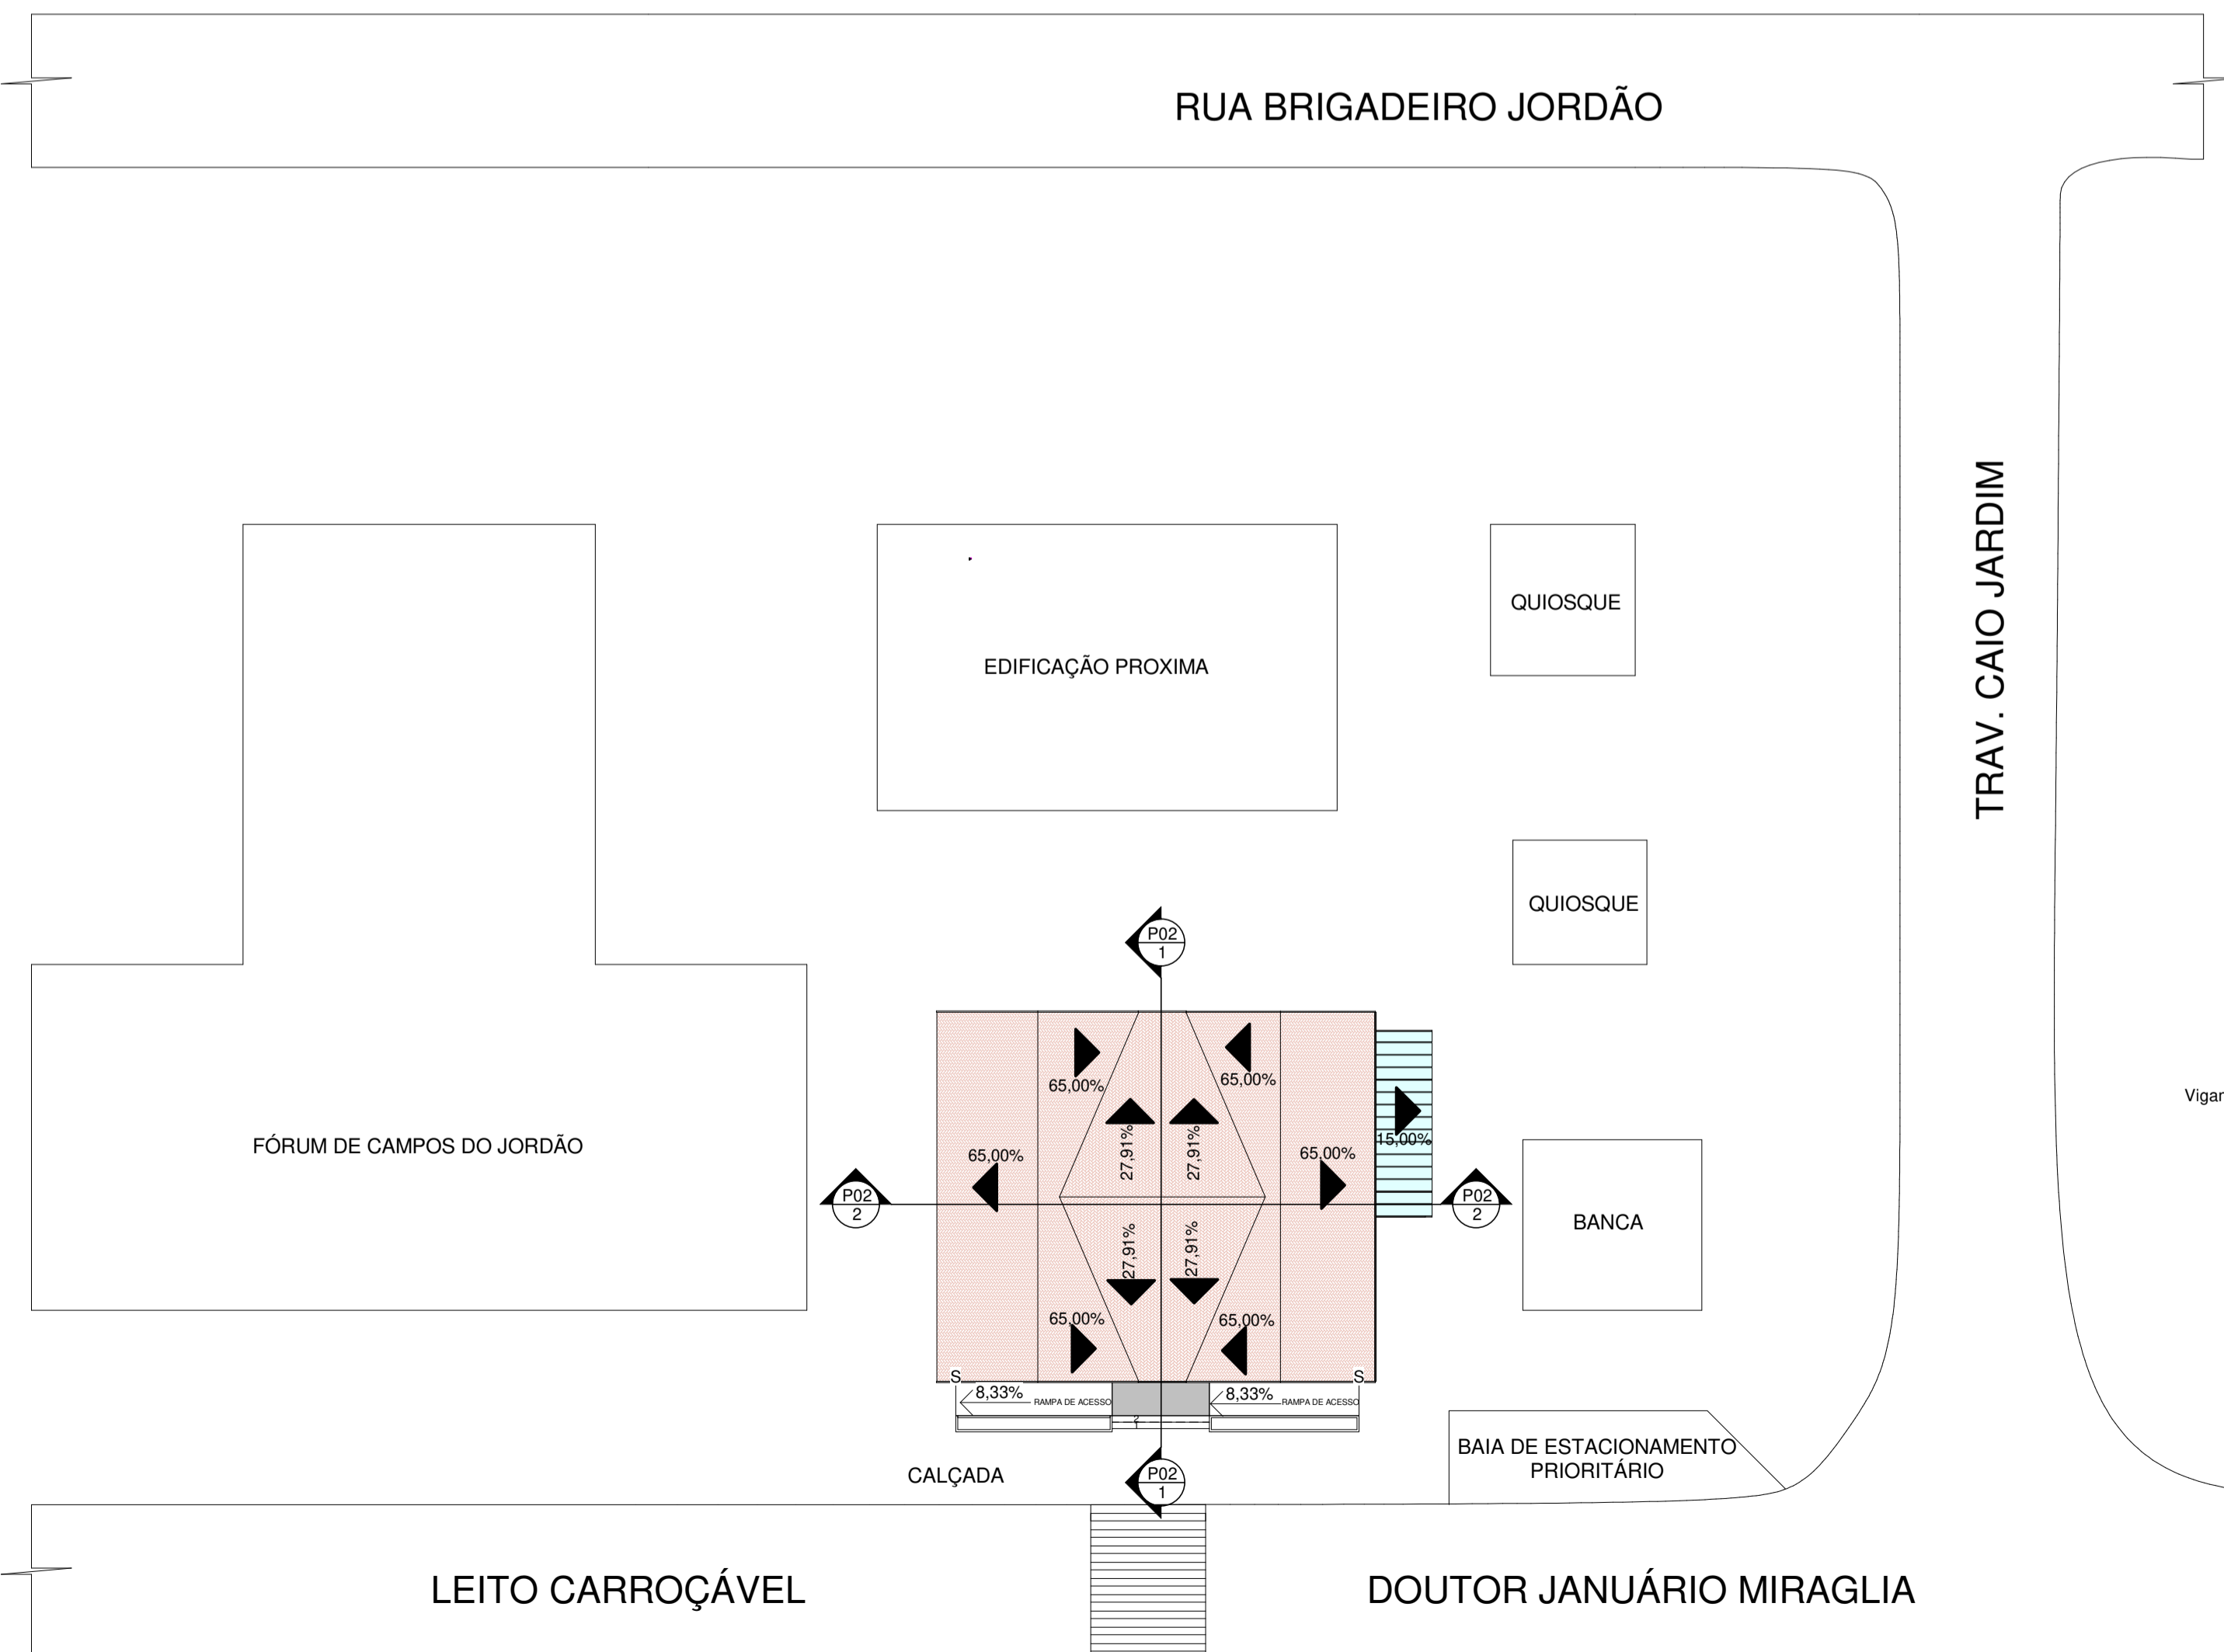 RUA BRIGADEIRO JORDÃO
TRAV. CAIO JARDIM
QUIOSQUE
EDIFICAÇÃO PROXIMA
QUIOSQUE
P02
1
65,00%
65,00%
Vigar
27,91%
27,91%
15,00%
FÓRUM DE CAMPOS DO JORDÃO
65,00%
65,00%
P02
2
P02
2
BANCA
27,91%
27,91%
65,00%
65,00%
S
S
8,33%
RAMPA DE ACESSO
8,33%
RAMPA DE ACESSO
2
1
BAIA DE ESTACIONAMENTO
PRIORITÁRIO
CALÇADA
P02
1
LEITO CARROÇÁVEL
DOUTOR JANUÁRIO MIRAGLIA